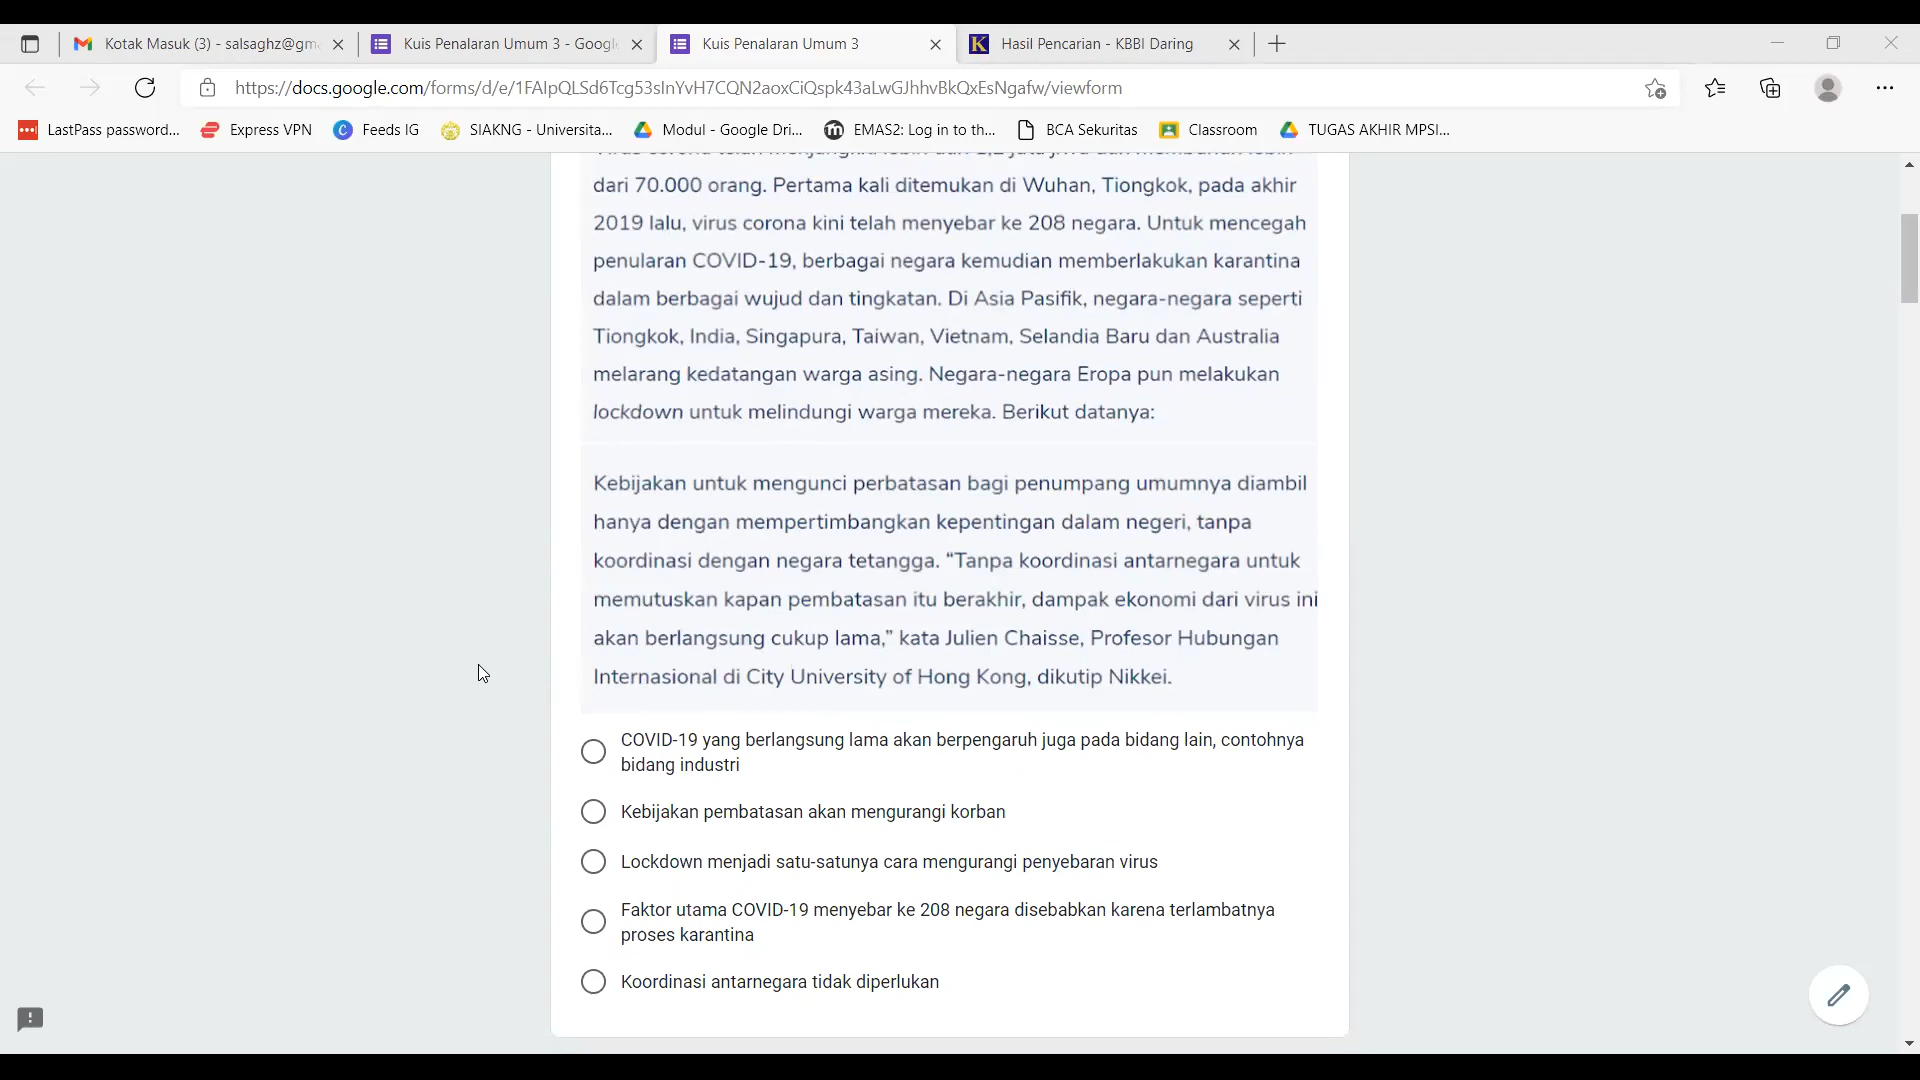 Kotak Masuk (3) - salsaghz@gm
Kuis Penalaran Umum 3 - Googl
Kuis Penalaran Umum 3
Hasil Pencarian - KBBI Daring
https://docs.google.com/forms/d/e/1FAIpQLSd6Tcg53sInYvH7CQN2aoxCiQspk43aLwGJhhvBkQxEsNgafw/viewform
LastPass password...
Express VPN
Feeds IG
SIAKNG - Universita...
Modul - Google Dri...
EMAS2: Log in to th...
BCA Sekuritas
Classroom
TUGAS AKHIR MPSI...
dari 70.000 orang. Pertama kali ditemukan di Wuhan, Tiongkok, pada akhir
2019 lalu, virus corona kini telah menyebar ke 208 negara. Untuk mencegah
penularan COVID-19, berbagai negara kemudian memberlakukan karantina
dalam berbagai wujud dan tingkatan. Di Asia Pasifik, negara-negara seperti
Tiongkok, India, Singapura, Taiwan, Vietnam, Selandia Baru dan Australia
melarang kedatangan warga asing. Negara-negara Eropa pun melakukan
lockdown untuk melindungi warga mereka. Berikut datanya:
Kebijakan untuk mengunci perbatasan bagi penumpang umumnya diambil
hanya dengan mempertimbangkan kepentingan dalam negeri, tanpa
koordinasi dengan negara tetangga. “Tanpa koordinasi antarnegara untuk
memutuskan kapan pembatasan itu berakhir, dampak ekonomi dari virus ini
akan berlangsung cukup lama,” kata Julien Chaisse, Profesor Hubungan
Internasional di City University of Hong Kong, dikutip Nikkei.
COVID-19 yang berlangsung lama akan berpengaruh juga pada bidang lain, contohnya
bidang industri
Kebijakan pembatasan akan mengurangi korban
Lockdown menjadi satu-satunya cara mengurangi penyebaran virus
Faktor utama COVID-19 menyebar ke 208 negara disebabkan karena terlambatnya
proses karantina
Koordinasi antarnegara tidak diperlukan